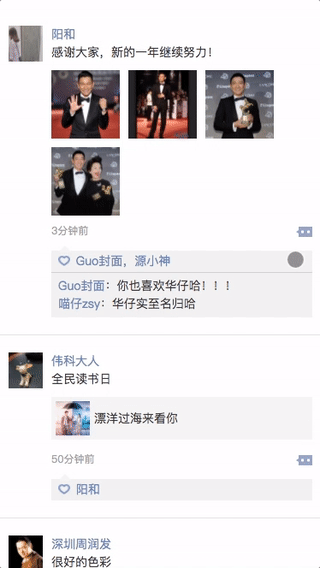 阳和
感谢大家，新的一年继续努力！
3分钟前
Guo封面，源小神
Guo封面：你也喜欢华仔哈！！！
喵仔zsy：华仔实至名归哈
伟科大人
全民读书日
漂洋过海来看你
50分钟前
阳和
深圳周润发
很好的色彩